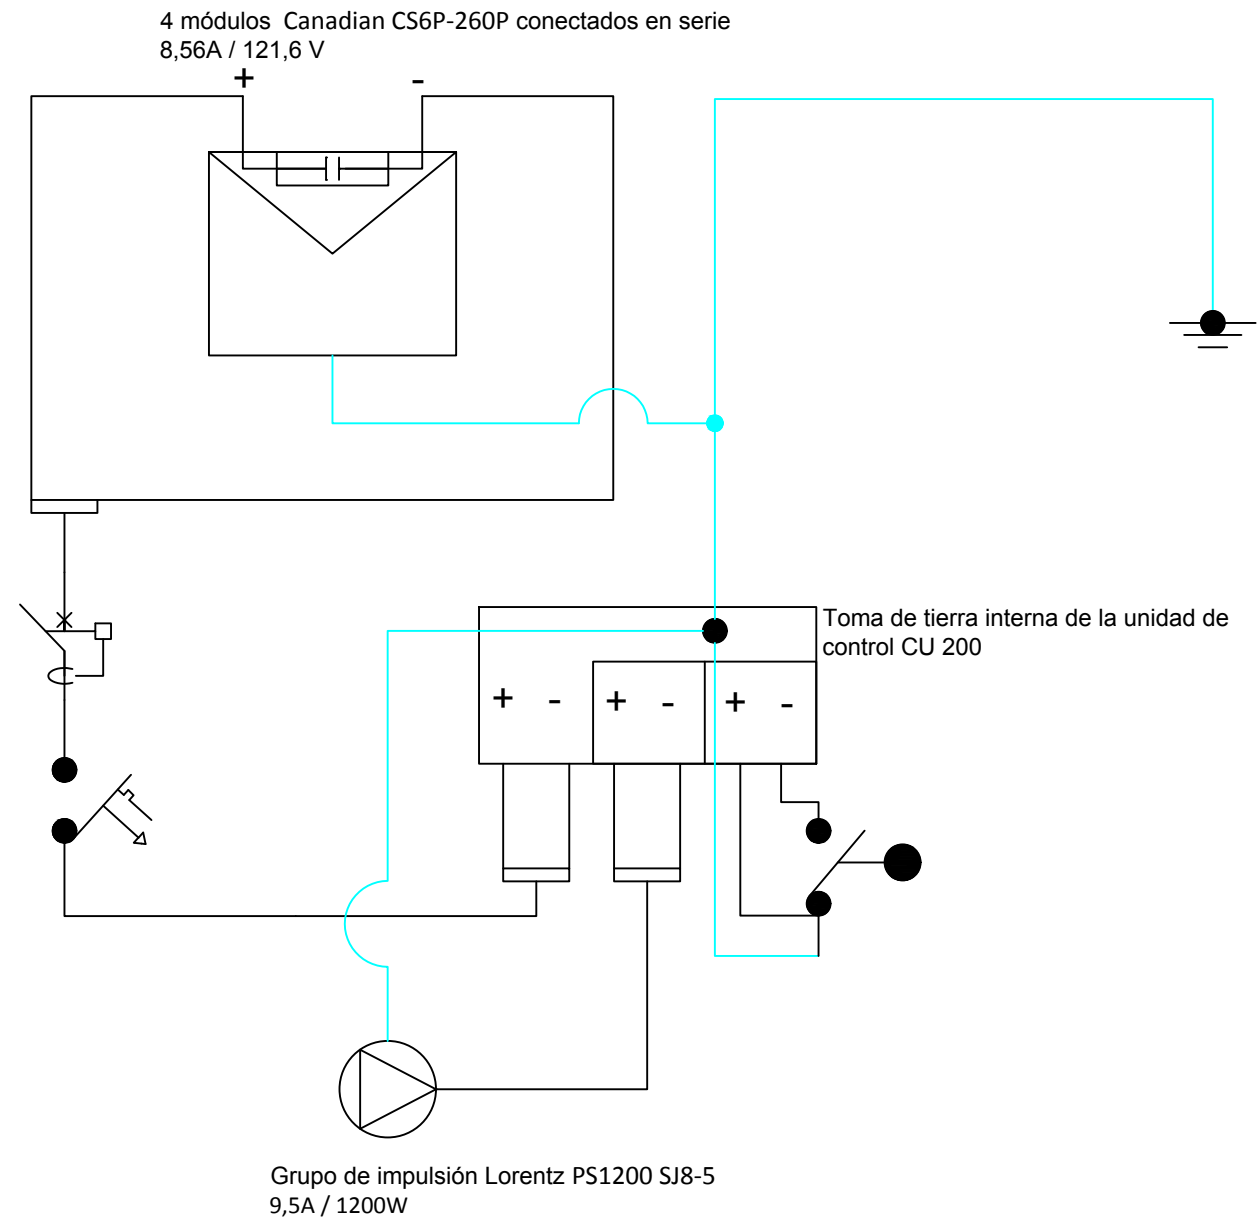 4 módulos Canadian CS6P-260P conectados en serie
8,56A / 121,6 V
+ -
Toma de tierra interna de la unidad de
control CU 200
+ - + - + -
Grupo de impulsión Lorentz PS1200 SJ8-5
9,5A / 1200W